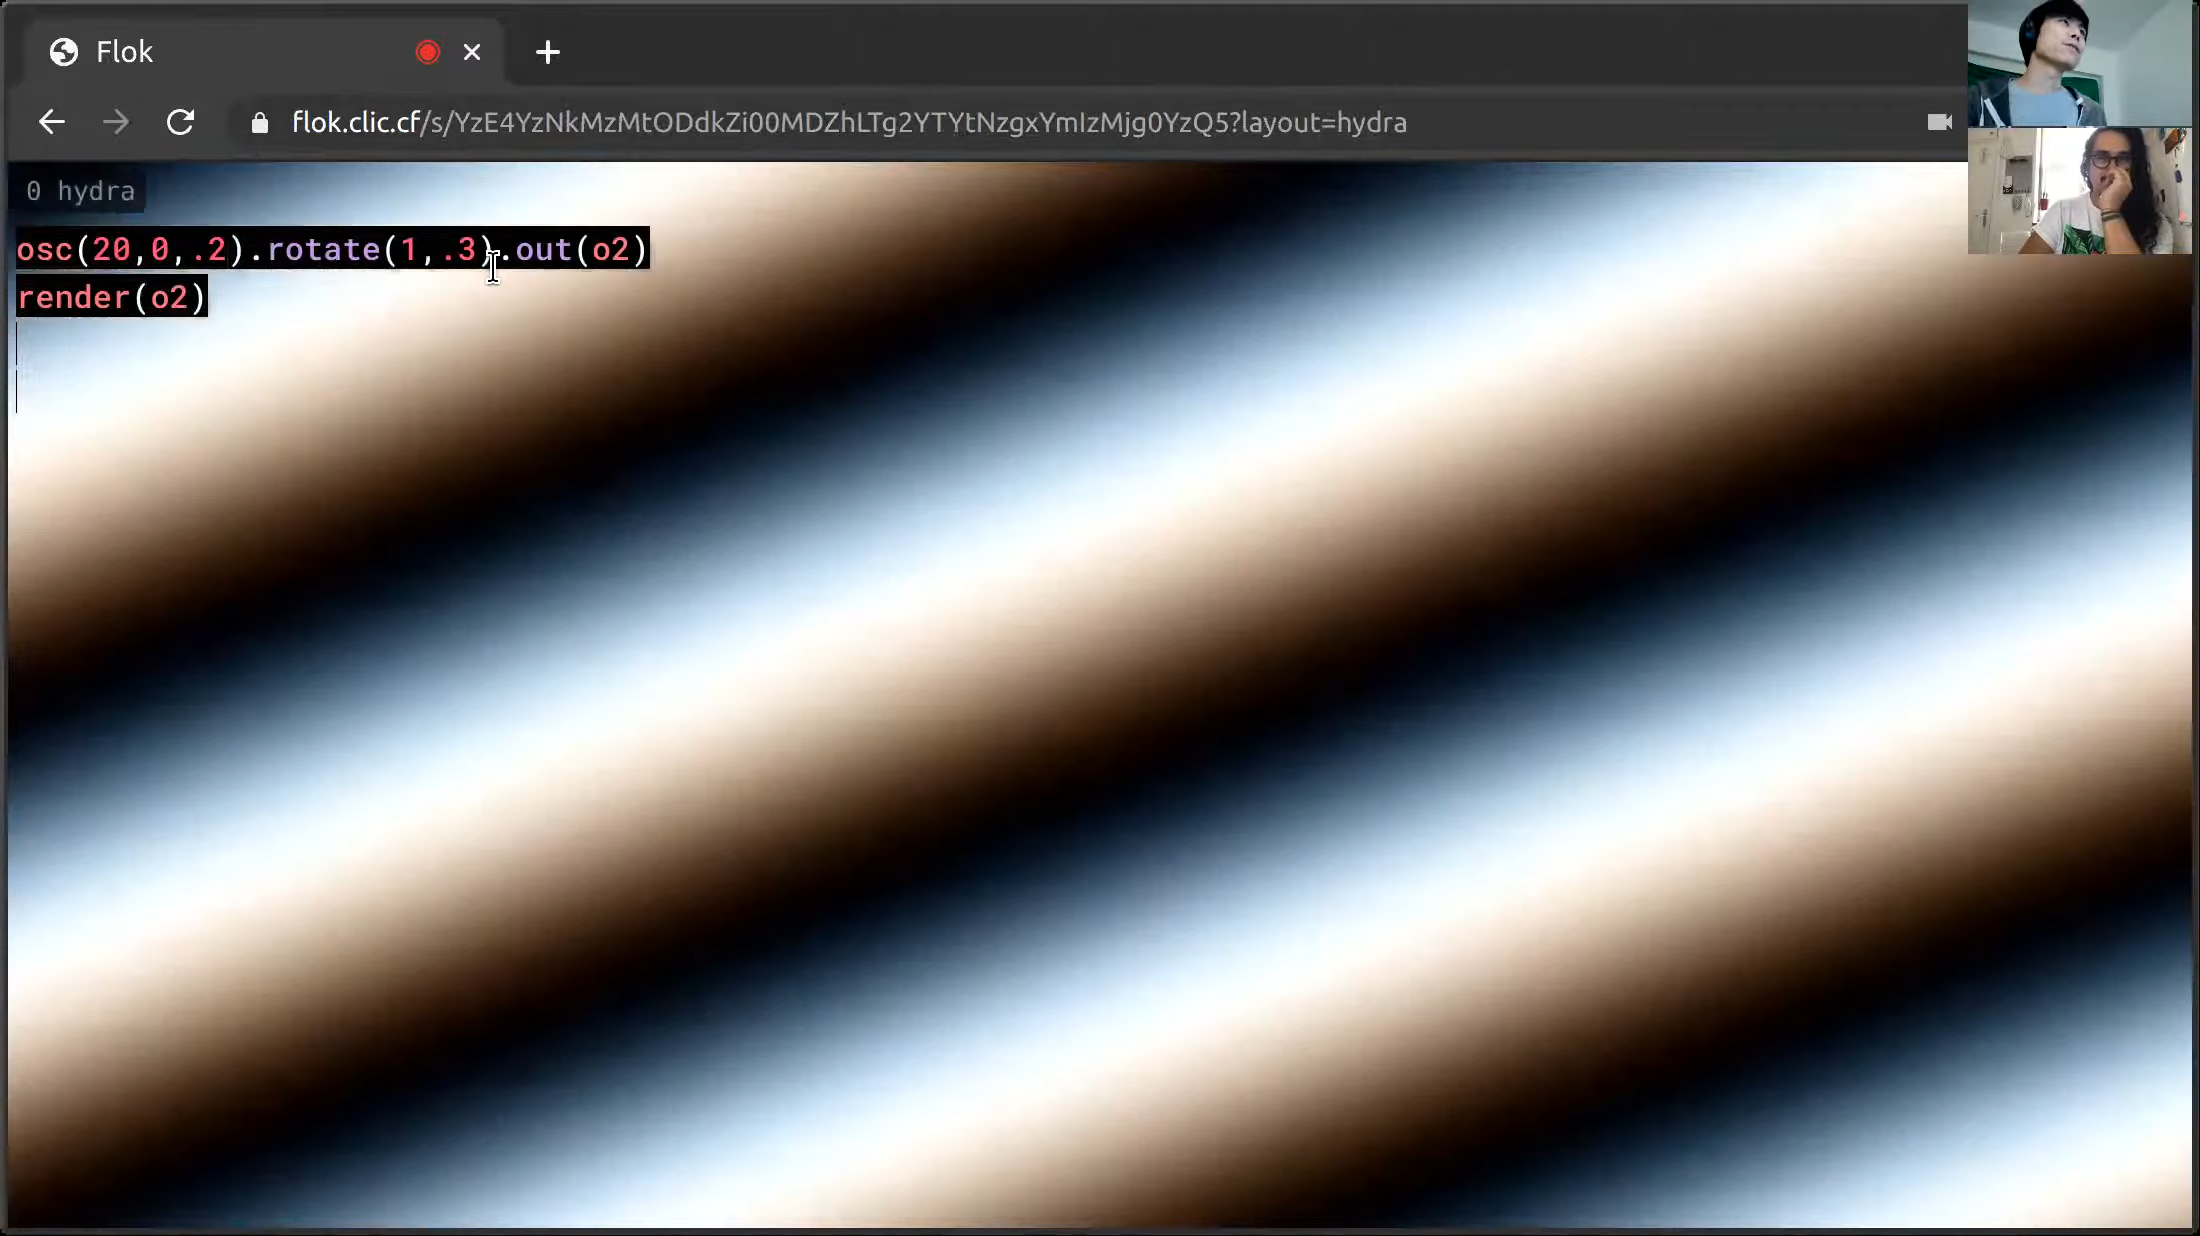 Flok
flok.clic.cf/s/YzE4YzNkMzMtODdkZi00MDZhLTg2YTYtNzgxYmIzMjg0YzQ5?layout=hydra
0 hydra
osc(20,0,.2).rotate(1,.3).out(o2)
render(o2)